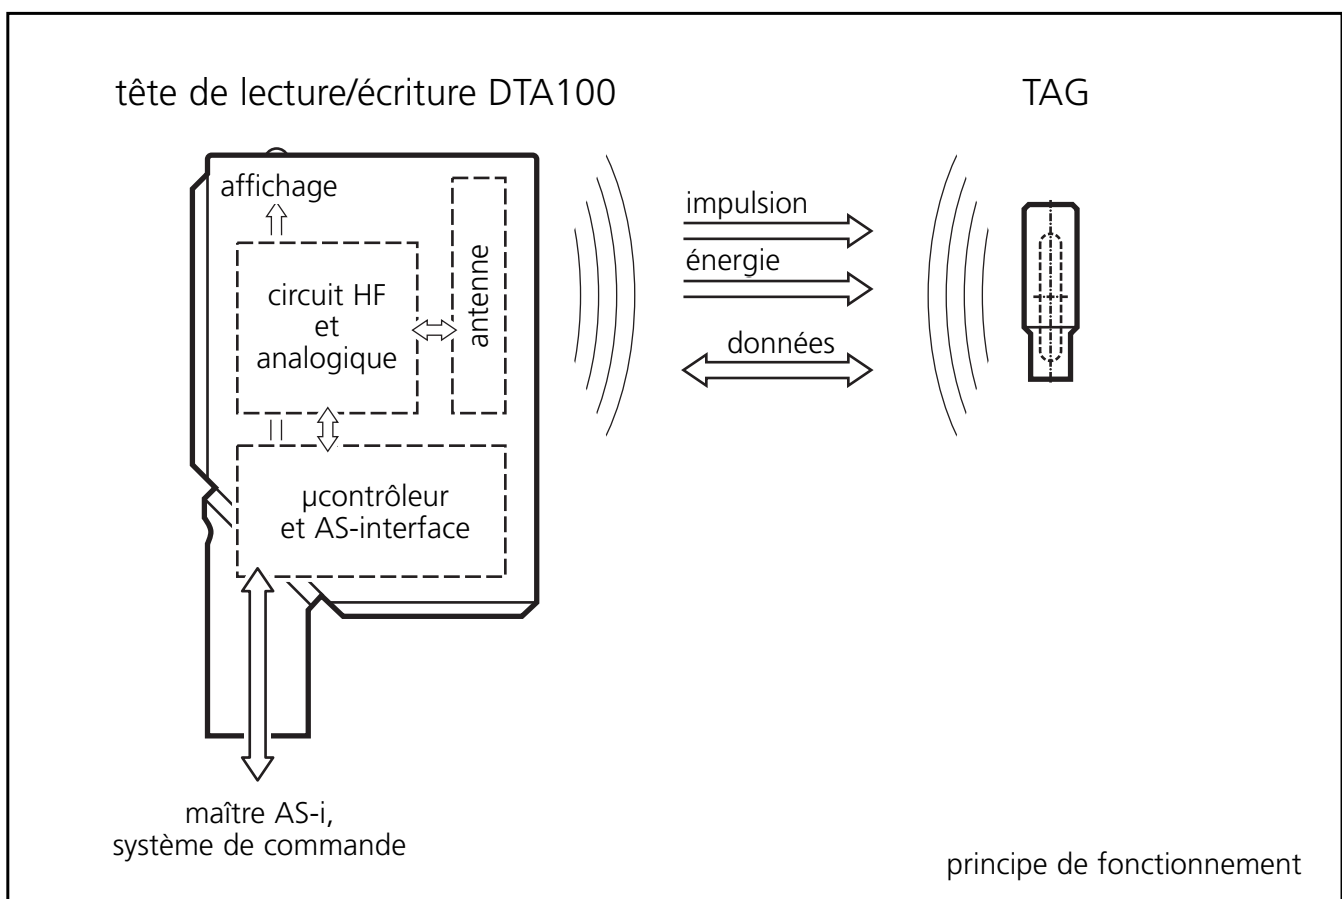 tête de lecture/écriture DTA100
TAG
affichage
circuit HF
et
analogique
antenne
µcontrôleur
et AS-interface
impulsion
énergie
données
maître AS-i,
système de commande
principe de fonctionnement